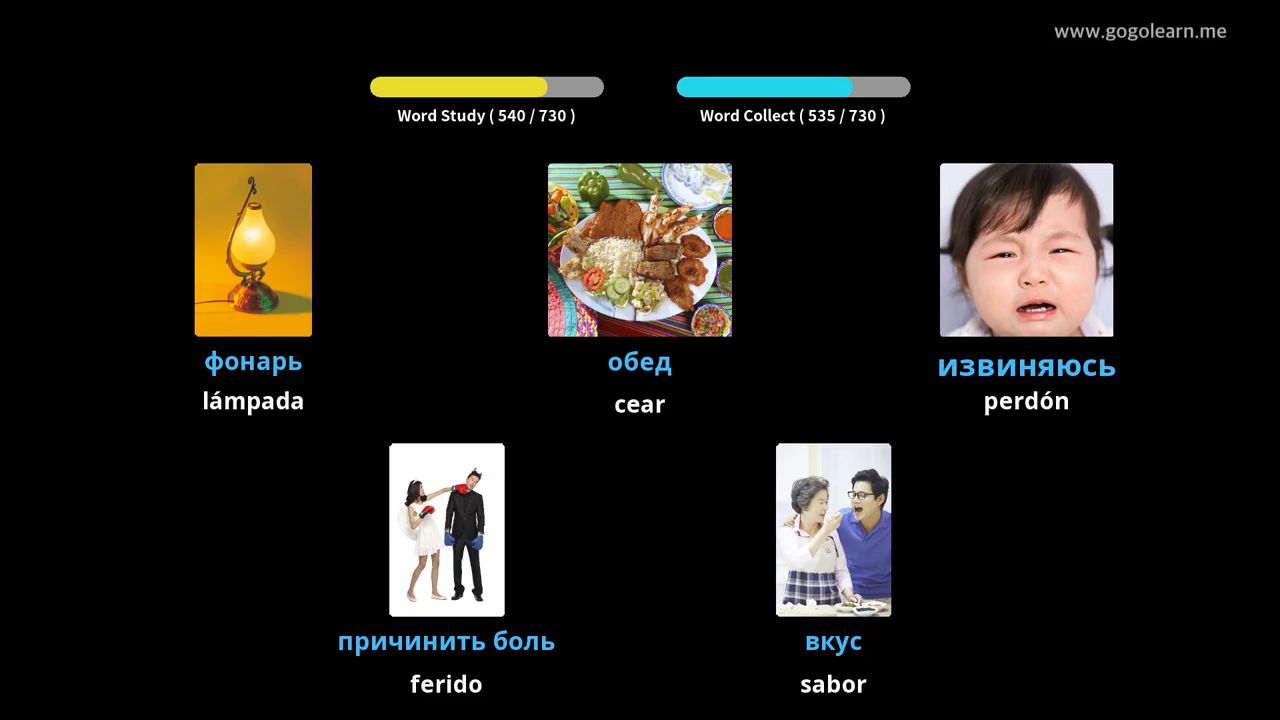 www.gogolearn.me
Word Study ( 540 / 730 )
Word Collect ( 535 / 730 )
фонарь
lámpada
обед
cear
извиняюсь
perdón
причинить боль
ferido
вкус
sabor